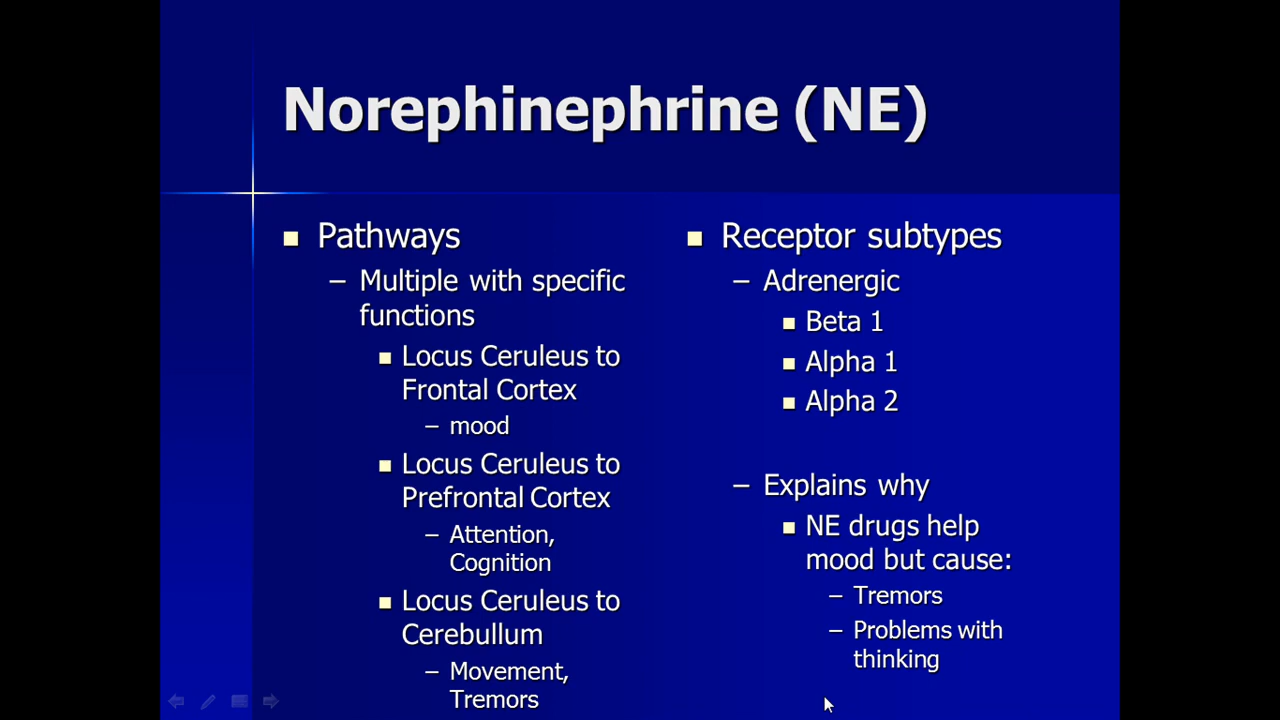 Norephinephrine (NE)
Pathways
– Multiple with specific
functions
Locus Ceruleus to
Frontal Cortex
– mood
Locus Ceruleus to
Prefrontal Cortex
– Attention,
Cognition
Locus Ceruleus to
Cerebullum
– Movement,
Tremors
Receptor subtypes
– Adrenergic
Beta 1
Alpha 1
Alpha 2
– Explains why
NE drugs help
mood but cause:
– Tremors
– Problems with
thinking